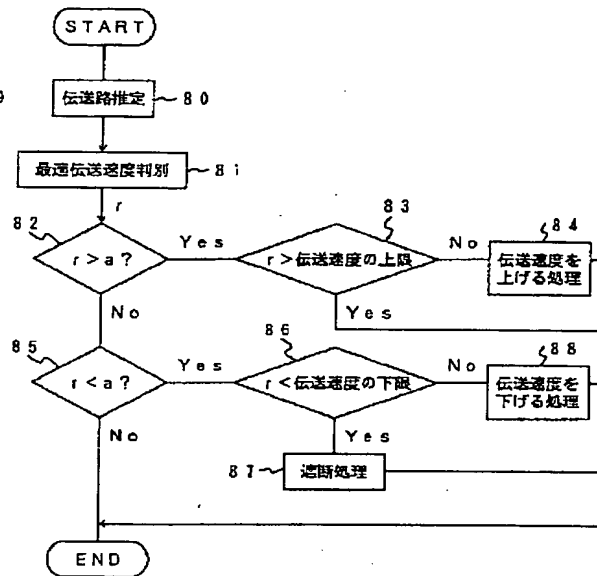 START
9
伝送路推定
80
最適伝送速度判別
81
r
82
r > a ?
Yes
83
r > 伝送速度の上限
No
84
伝送速度を
上げる処理
No
Yes
85
r < a ?
Yes
86
r < 伝送速度の下限
No
88
伝送速度を
下げる処理
No
Yes
87
遮断処理
END